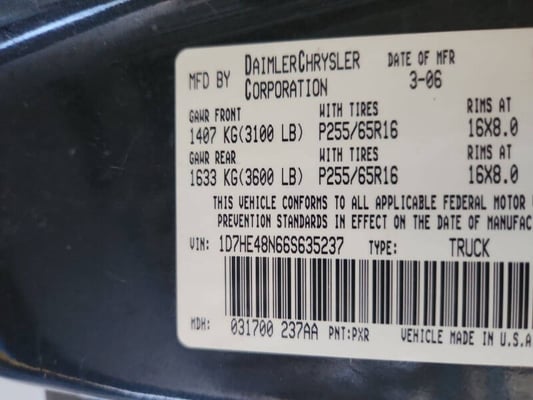 MFD BY DAIMLERCHRYSLER CORPORATION DATE OF MFR 3-06
GAWR FRONT WITH TIRES RIMS AT
1407 KG(3100 LB) P255/65R16 16X8.0
GAWR REAR WITH TIRES RIMS AT
1633 KG(3600 LB) P255/65R16 16X8.0
THIS VEHICLE CONFORMS TO ALL APPLICABLE FEDERAL MOTOR
PREVENTION STANDARDS IN EFFECT ON THE DATE OF MANUFAC
VIN: 1D7HE48N66S635237 TYPE: TRUCK
MDH: 031700 237AA PNT:PXR VEHICLE MADE IN U.S.A